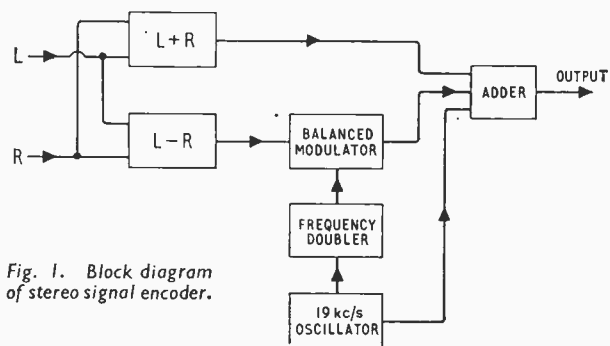 L+R
L
L−R
R
BALANCED
MODULATOR
FREQUENCY
DOUBLER
19 kc/s
OSCILLATOR
ADDER
OUTPUT
Fig. 1. Block diagram
of stereo signal encoder.